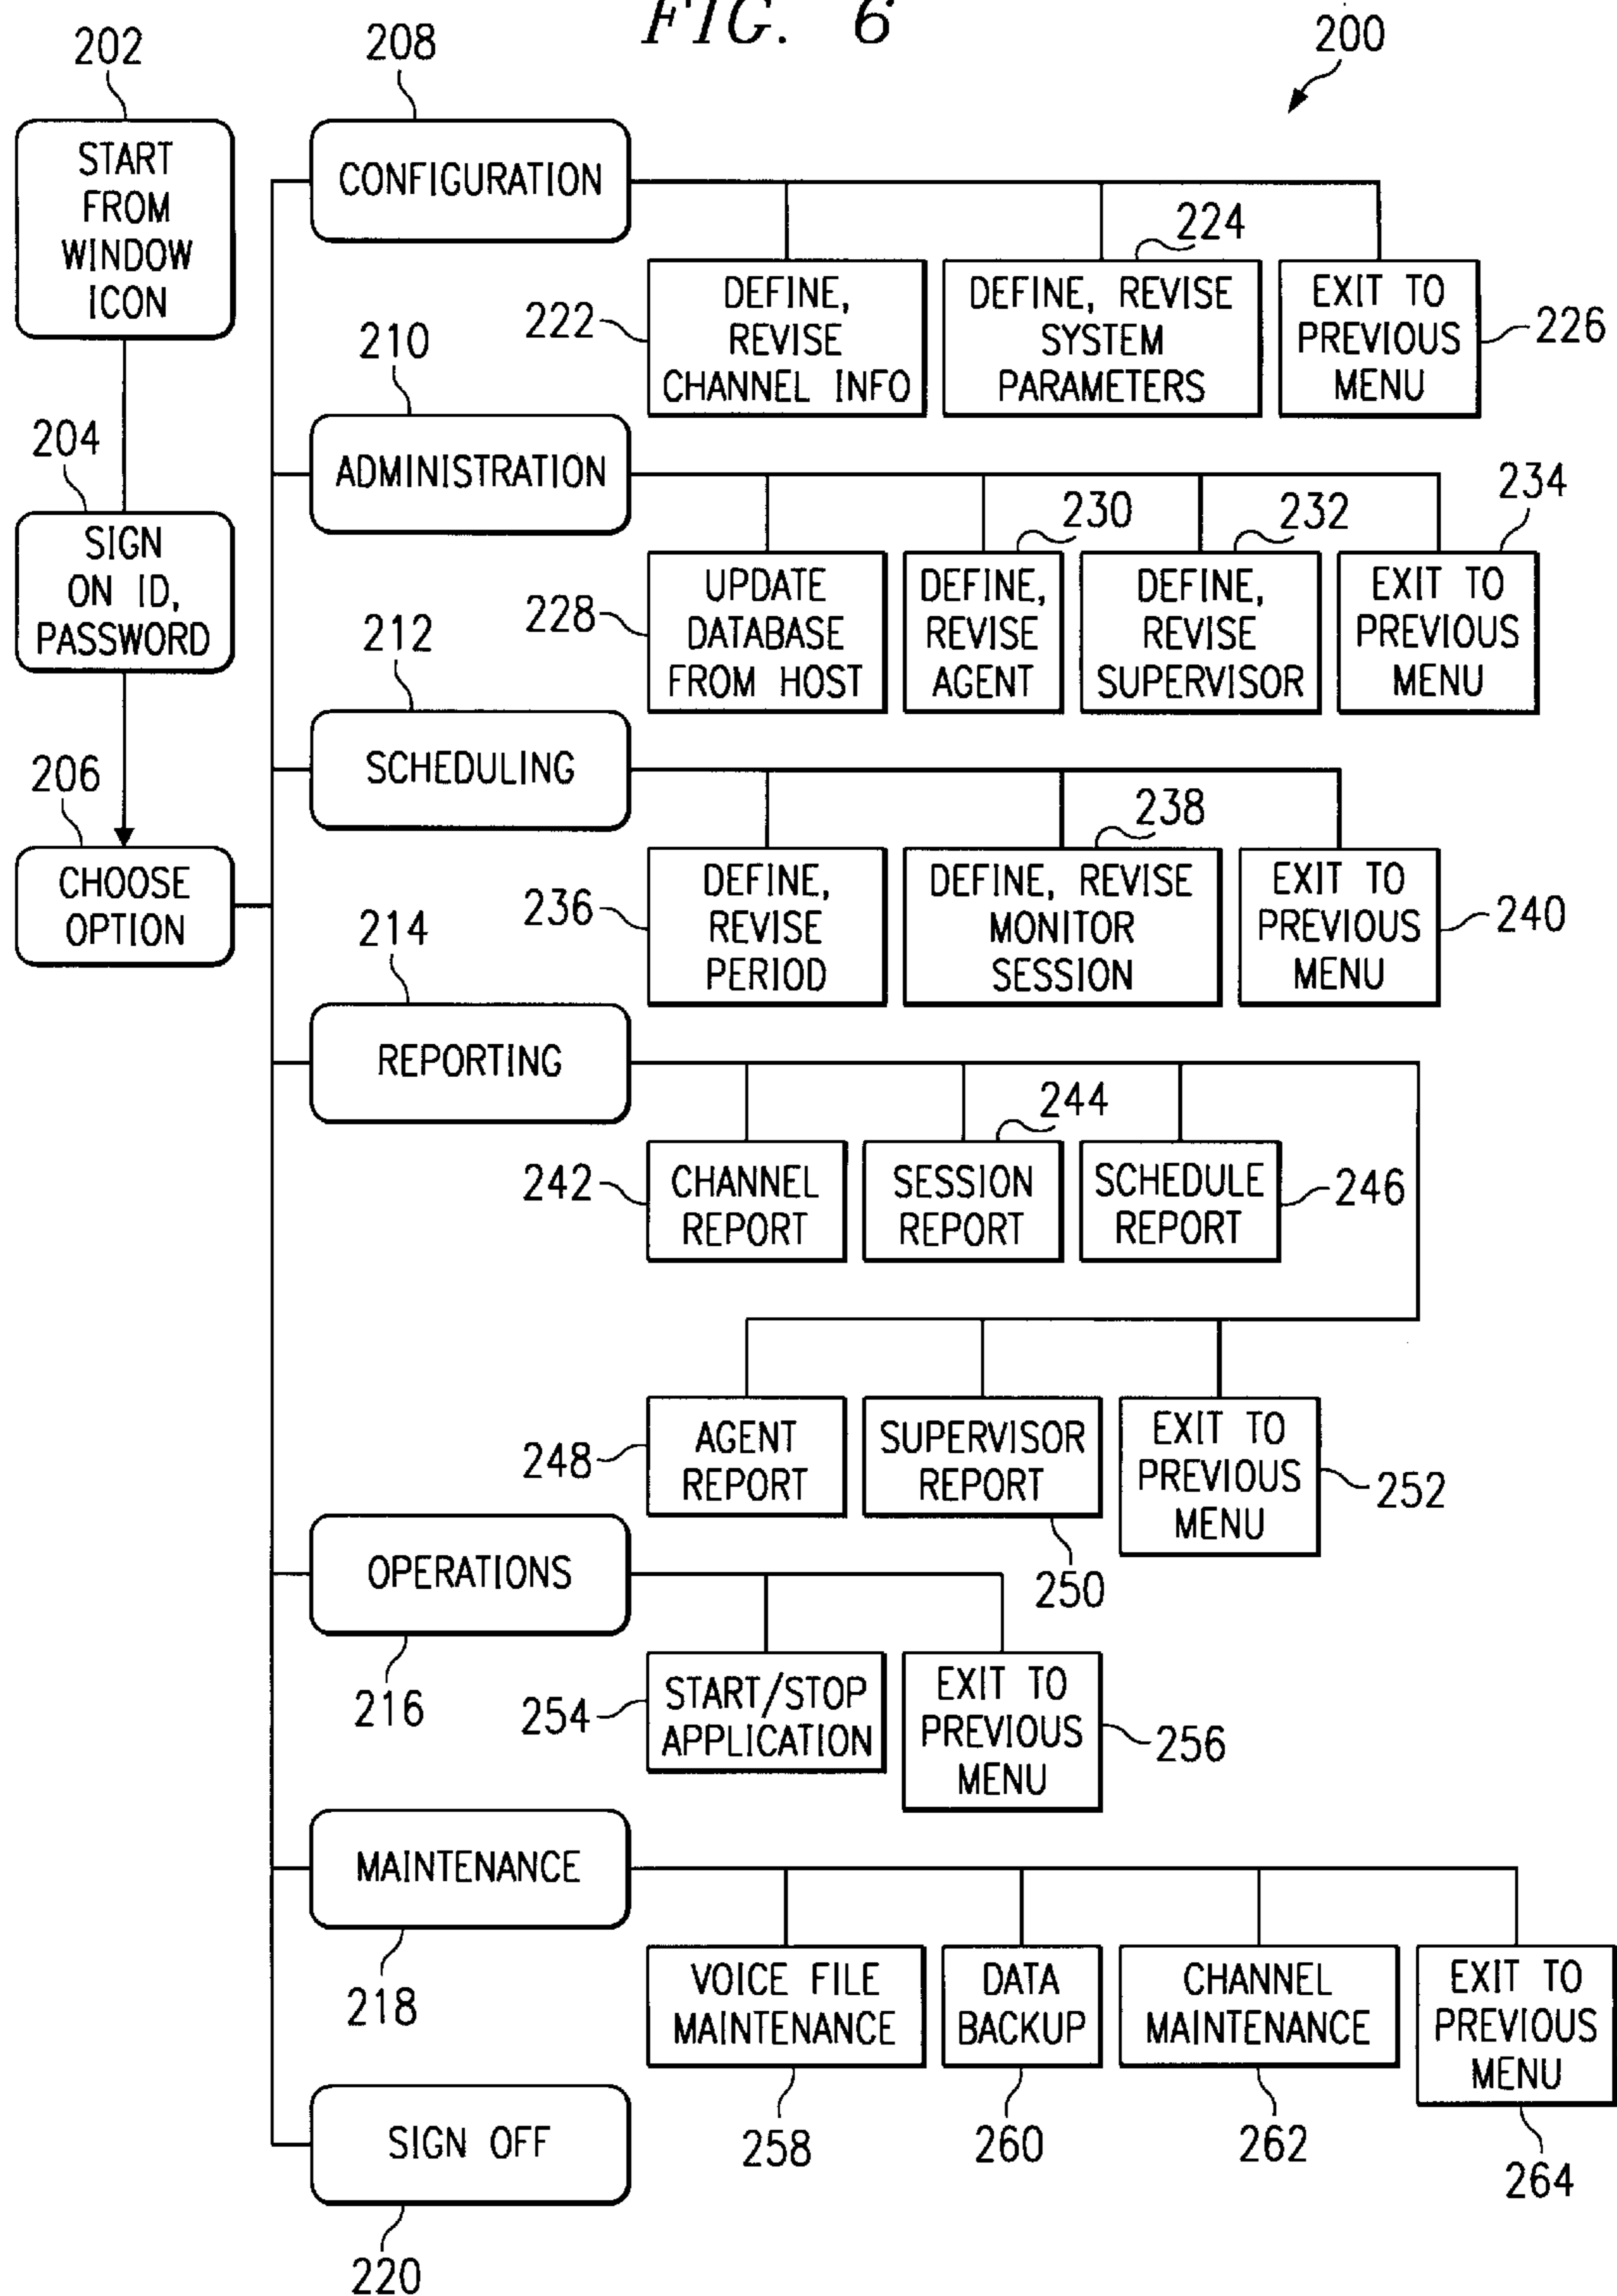 FIG. 6
200
202
START
FROM
WINDOW
ICON
204
SIGN
ON ID,
PASSWORD
206
CHOOSE
OPTION
208
CONFIGURATION
222
DEFINE,
REVISE
CHANNEL INFO
224
DEFINE, REVISE
SYSTEM
PARAMETERS
EXIT TO
PREVIOUS
MENU
226
210
ADMINISTRATION
228
UPDATE
DATABASE
FROM HOST
230
DEFINE,
REVISE
AGENT
232
DEFINE,
REVISE
SUPERVISOR
234
EXIT TO
PREVIOUS
MENU
212
SCHEDULING
236
DEFINE,
REVISE
PERIOD
238
DEFINE, REVISE
MONITOR
SESSION
EXIT TO
PREVIOUS
MENU
240
214
REPORTING
242
CHANNEL
REPORT
244
SESSION
REPORT
SCHEDULE
REPORT
246
248
AGENT
REPORT
SUPERVISOR
REPORT
250
EXIT TO
PREVIOUS
MENU
252
OPERATIONS
216
254
START/STOP
APPLICATION
EXIT TO
PREVIOUS
MENU
256
MAINTENANCE
218
VOICE FILE
MAINTENANCE
258
DATA
BACKUP
260
CHANNEL
MAINTENANCE
262
EXIT TO
PREVIOUS
MENU
264
SIGN OFF
220